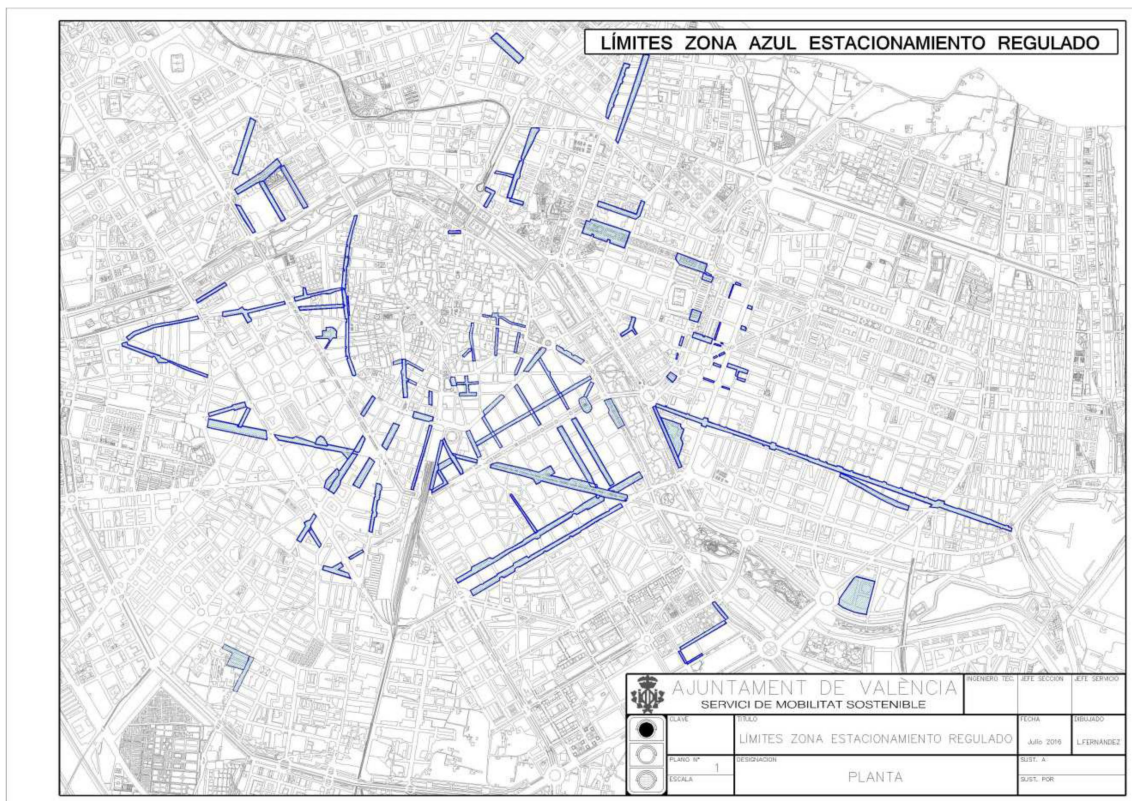 LÍMITES ZONA AZUL ESTACIONAMIENTO REGULADO
AJUNTAMENT DE VALÈNCIA
SERVICI DE MOBILITAT SOSTENIBLE
INGENIERO TEC.
JEFE SECCION
JEFE SERVICIO
CLAVE
TITULO
LIMITES ZONA ESTACIONAMIENTO REGULADO
FECHA
Julio 2016
DIBUJADO
L.FERNANDEZ
PLANO Nº
1
ESCALA
DESIGNACION
PLANTA
SUST. A
SUST. POR